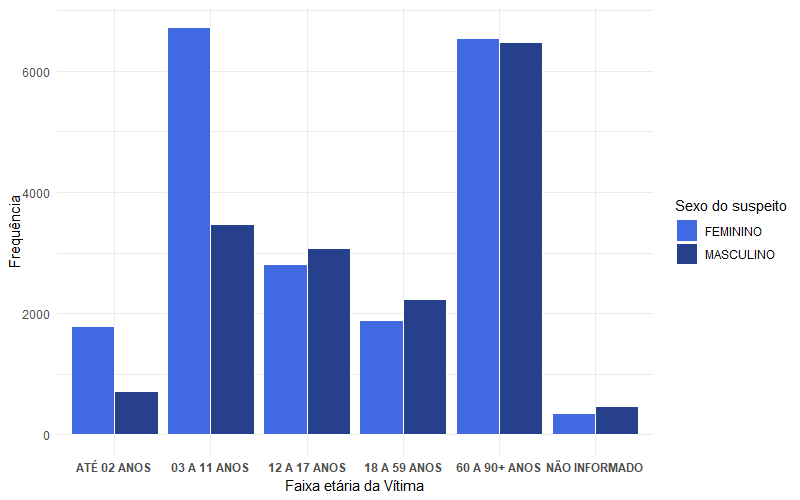 Frequência
6000
4000
2000
0
ATÉ 02 ANOS
03 A 11 ANOS
12 A 17 ANOS
18 A 59 ANOS
60 A 90+ ANOS
NÃO INFORMADO
Faixa etária da Vítima
Sexo do suspeito
FEMININO
MASCULINO